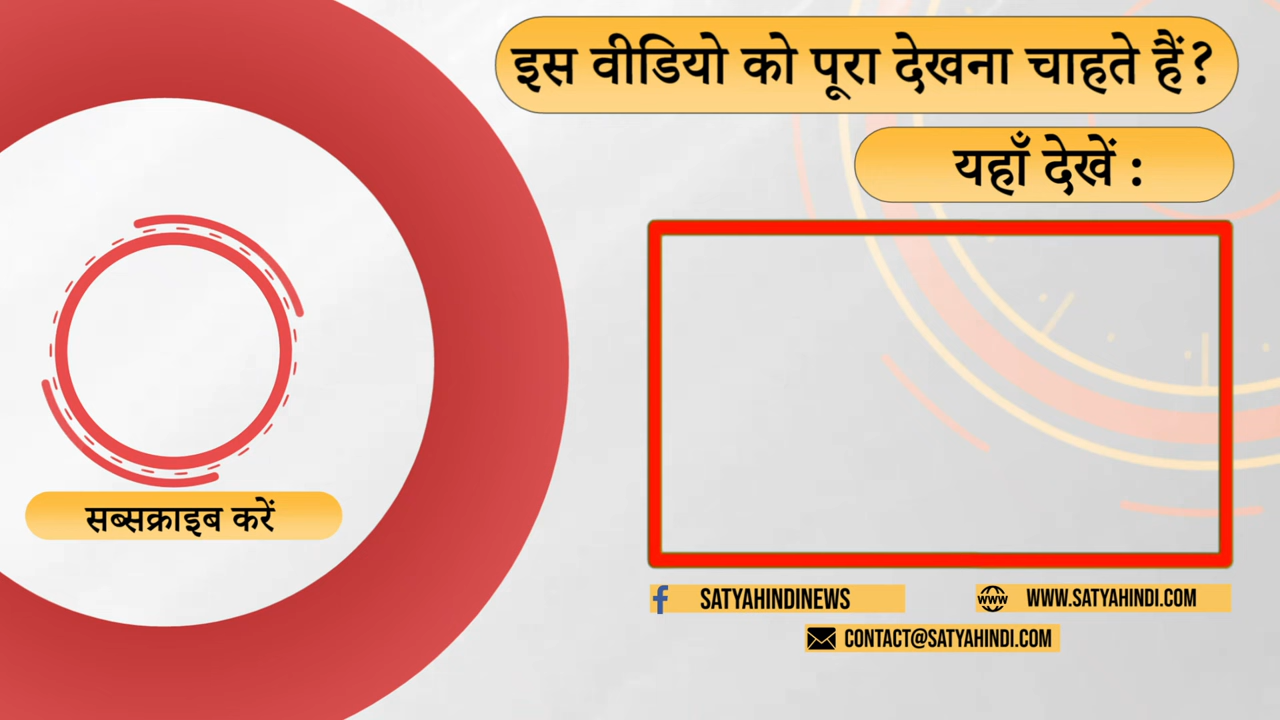 इस वीडियो को पूरा देखना चाहते हैं?
यहाँ देखें :
सब्सक्राइब करें
SATYAHINDINEWS
WWW.SATYAHINDI.COM
CONTACT@SATYAHINDI.COM